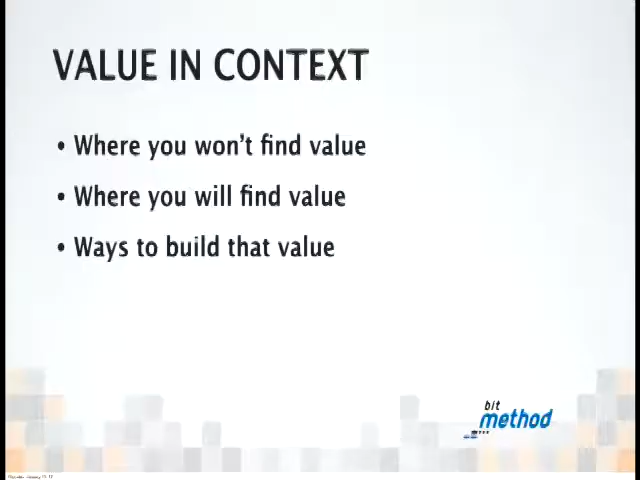 VALUE IN CONTEXT
• Where you won't find value
• Where you will find value
• Ways to build that value
bit
method